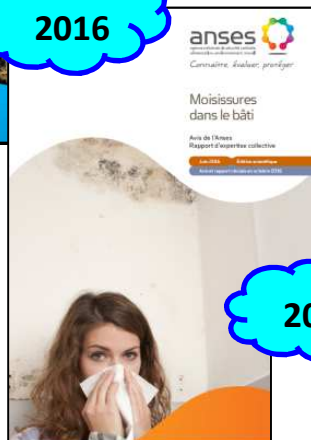 2016
anses
Connaître, évaluer, protéger
Moisissures
dans le bâti
Avis de l'Anses
Rapport d'expertise collective
Juin 2016 Édition scientifique
20